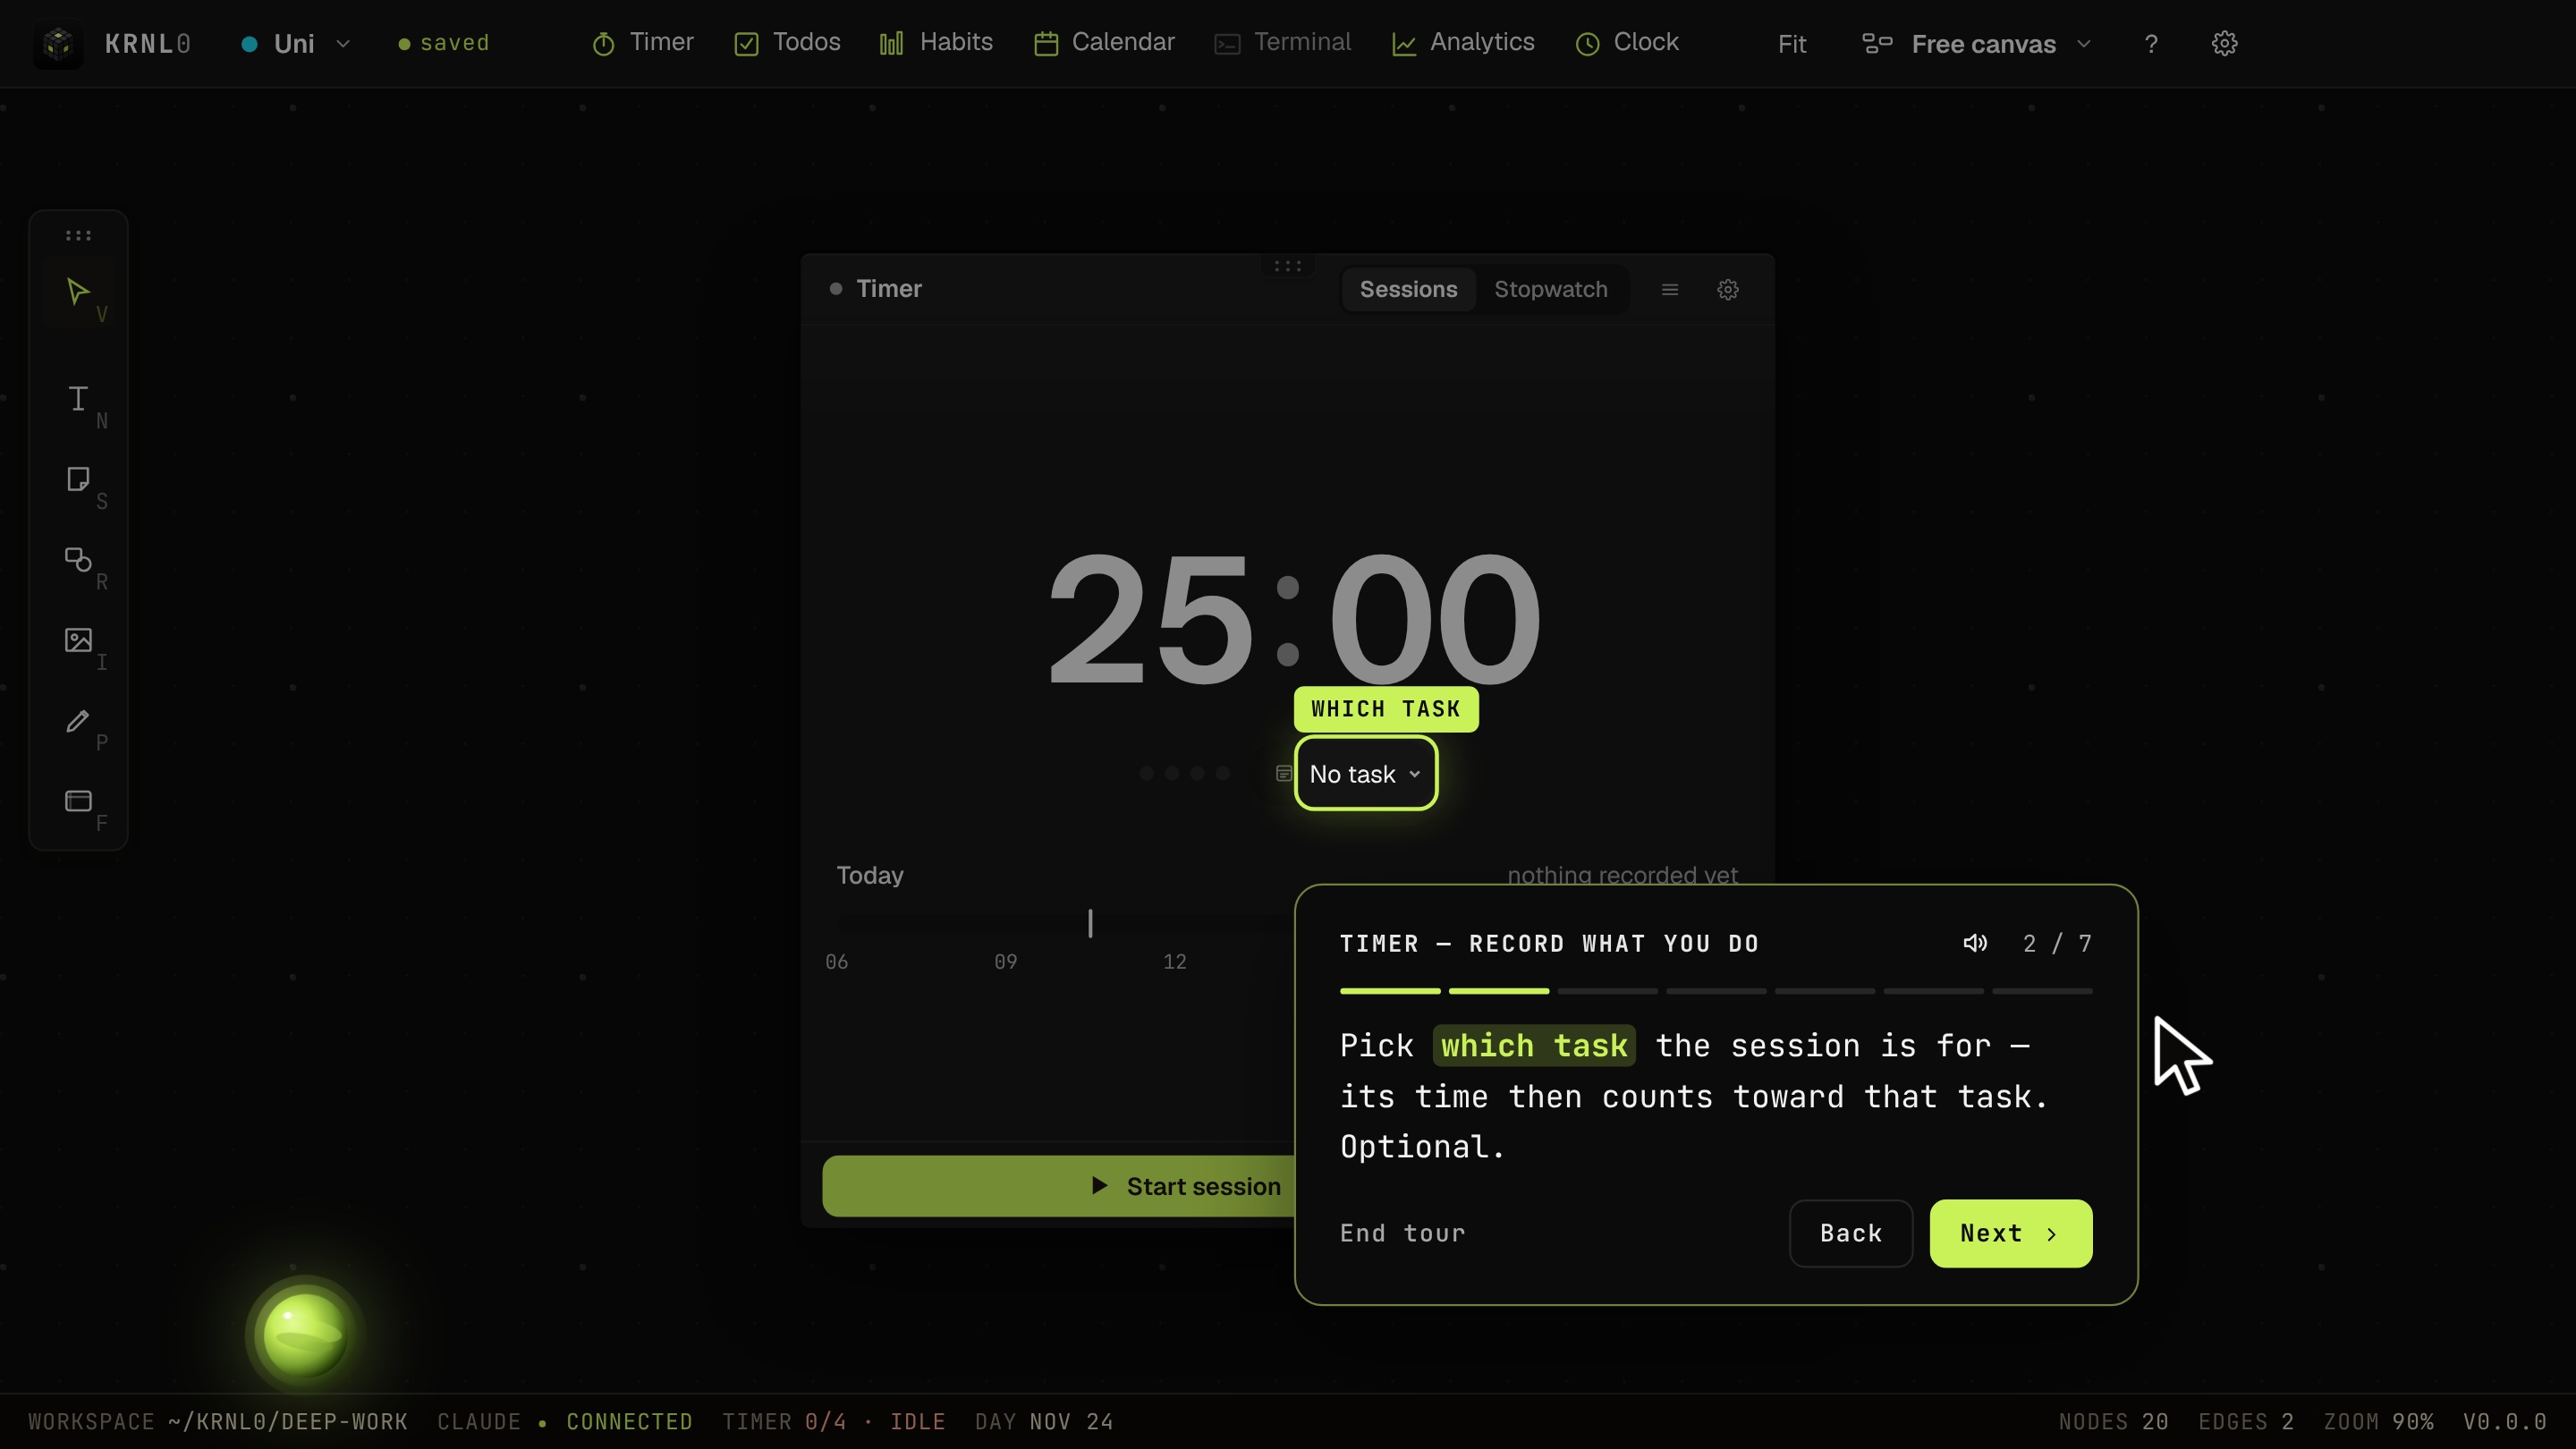 KRNL0
Uni
saved
Timer
Todos
Habits
Calendar
Terminal
Analytics
Clock
Fit
Free canvas
?
V
N
S
R
I
P
F
Timer
Sessions
Stopwatch
25:00
WHICH TASK
No task
Today
nothing recorded yet
06
09
12
TIMER — RECORD WHAT YOU DO
2 / 7
Pick which task the session is for —
its time then counts toward that task.
Optional.
Start session
End tour
Back
Next
WORKSPACE ~/KRNL0/DEEP-WORK CLAUDE • CONNECTED TIMER 0/4 · IDLE DAY NOV 24
NODES 20 EDGES 2 ZOOM 90% V0.0.0